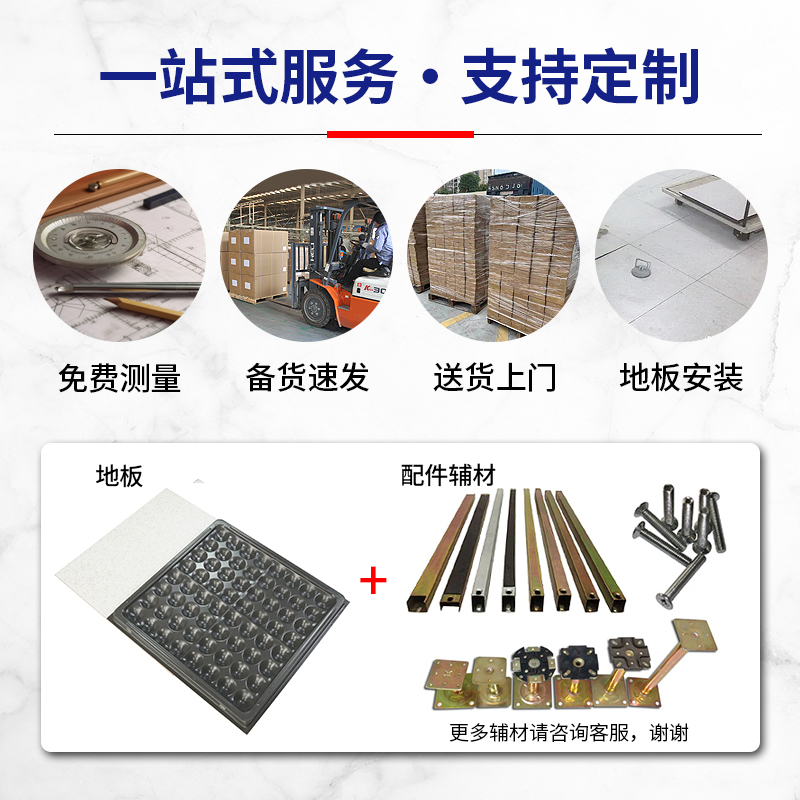 一站式服务·支持定制
免费测量
备货速发
送货上门
地板安装
地板
配件辅材
+
更多辅材请咨询客服，谢谢